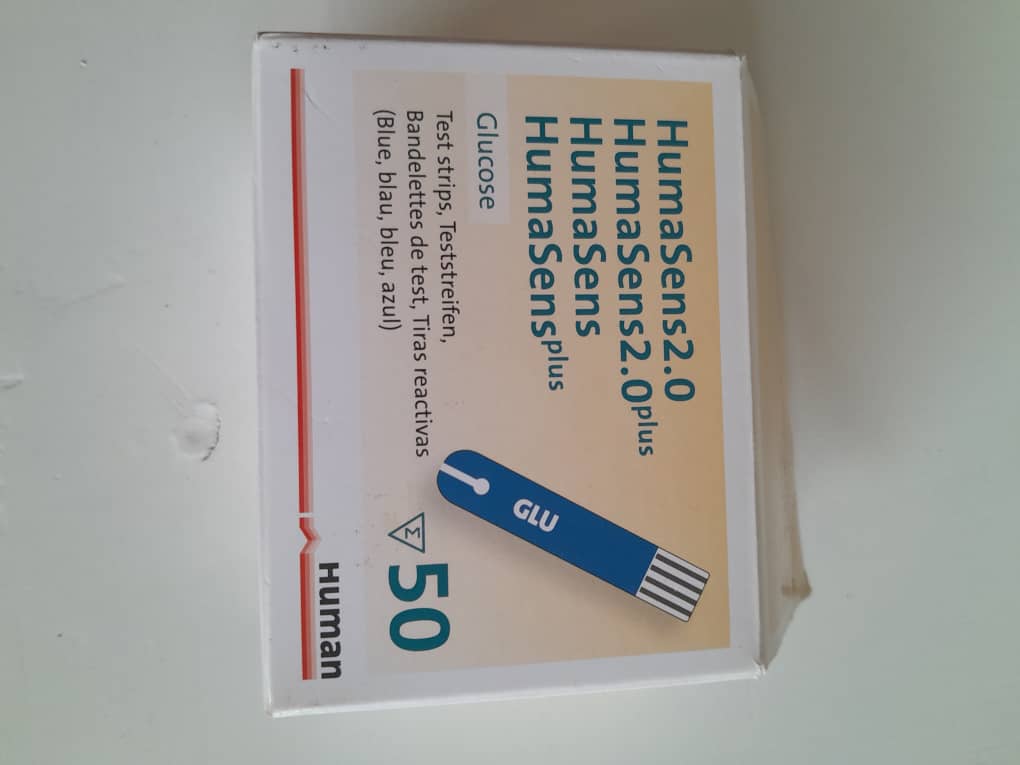 HumaSens2.0
HumaSens2.0plus
HumaSens
HumaSensplus
Glucose
Test strips, Teststreifen,
Bandelettes de test, Tiras reactivas
(Blue, blau, bleu, azul)
GLU
Σ 50
Human